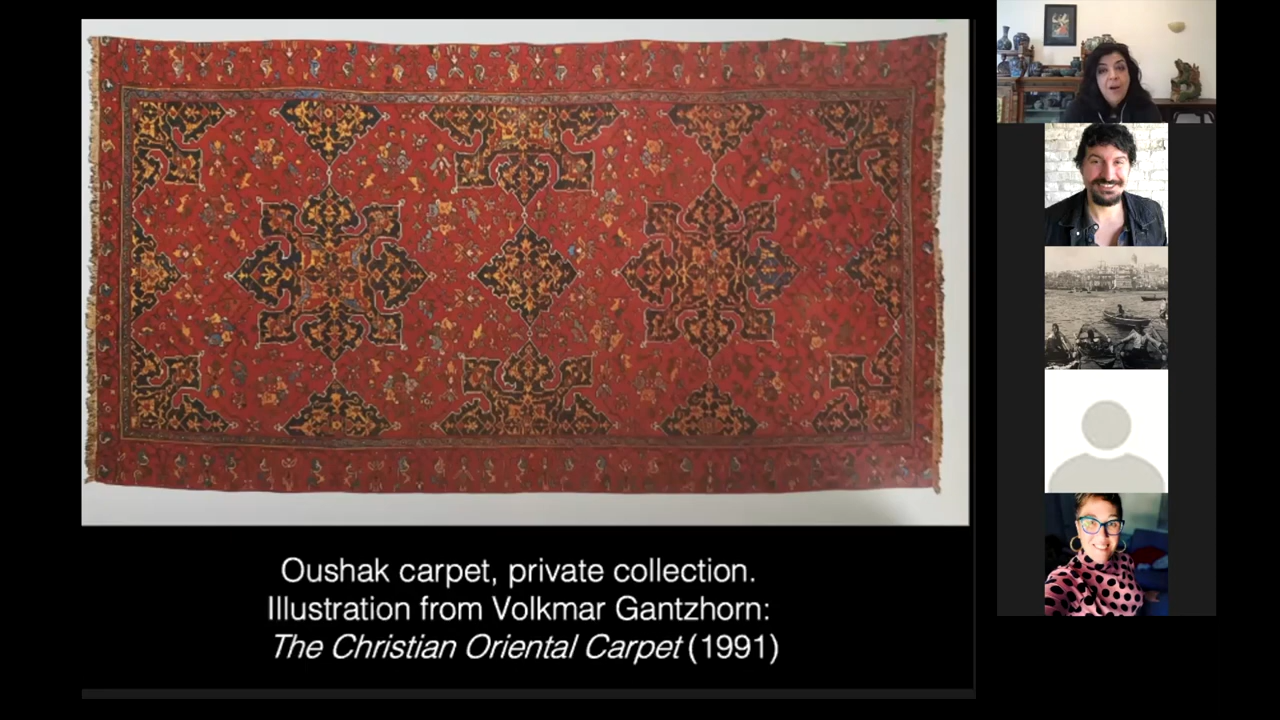 Oushak carpet, private collection.
Illustration from Volkmar Gantzhorn:
The Christian Oriental Carpet (1991)